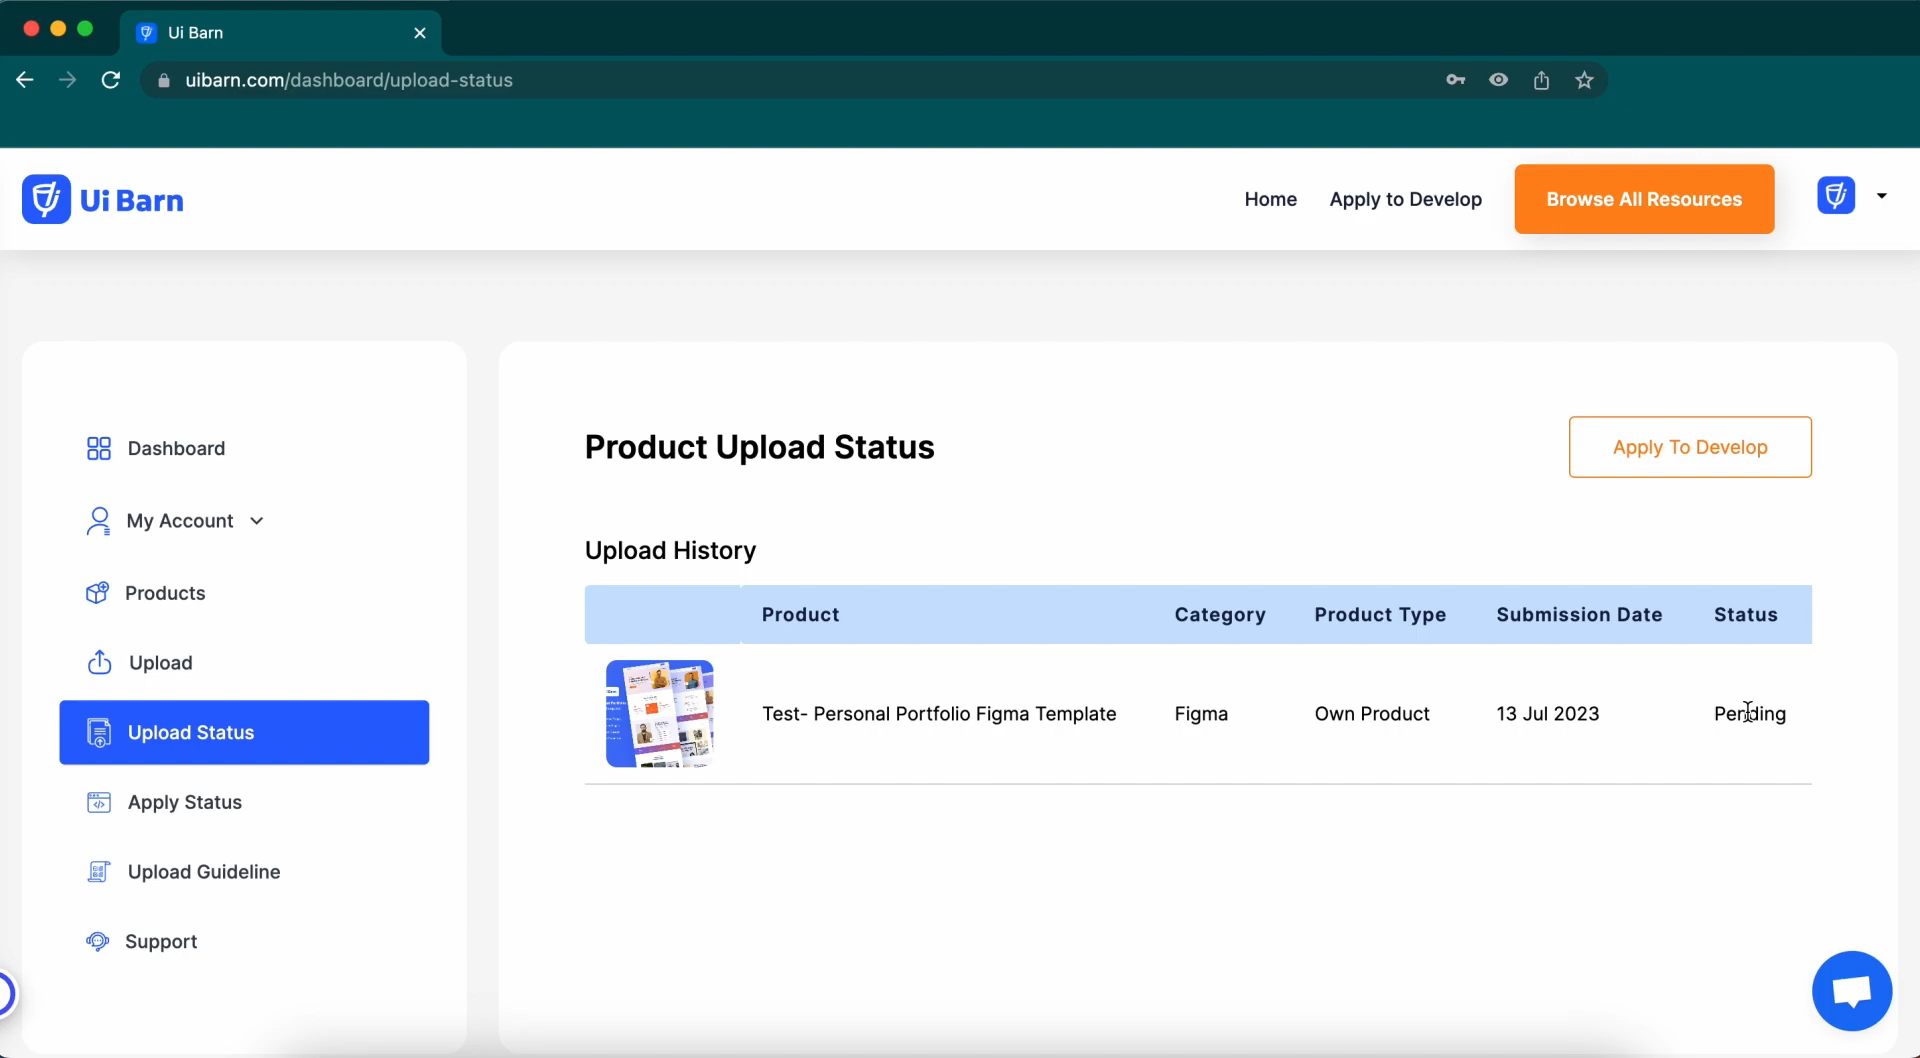 Ui Barn
uibarn.com/dashboard/upload-status
Ui Barn
Home
Apply to Develop
Browse All Resources
Dashboard
My Account
Products
Upload
Upload Status
Apply Status
Upload Guideline
Support
Product Upload Status
Apply To Develop
Upload History
Product Category Product Type Submission Date Status
Test- Personal Portfolio Figma Template Figma Own Product 13 Jul 2023 Pending